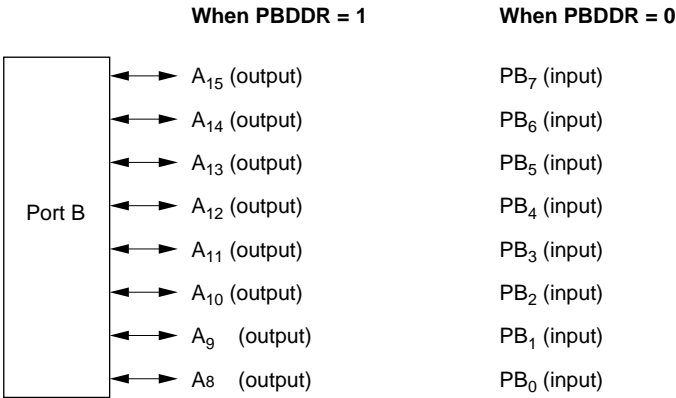 When PBDDR = 1 When PBDDR = 0
A15 (output) PB7 (input)
A14 (output) PB6 (input)
A13 (output) PB5 (input)
Port B A12 (output) PB4 (input)
A11 (output) PB3 (input)
A10 (output) PB2 (input)
A9 (output) PB1 (input)
A8 (output) PB0 (input)